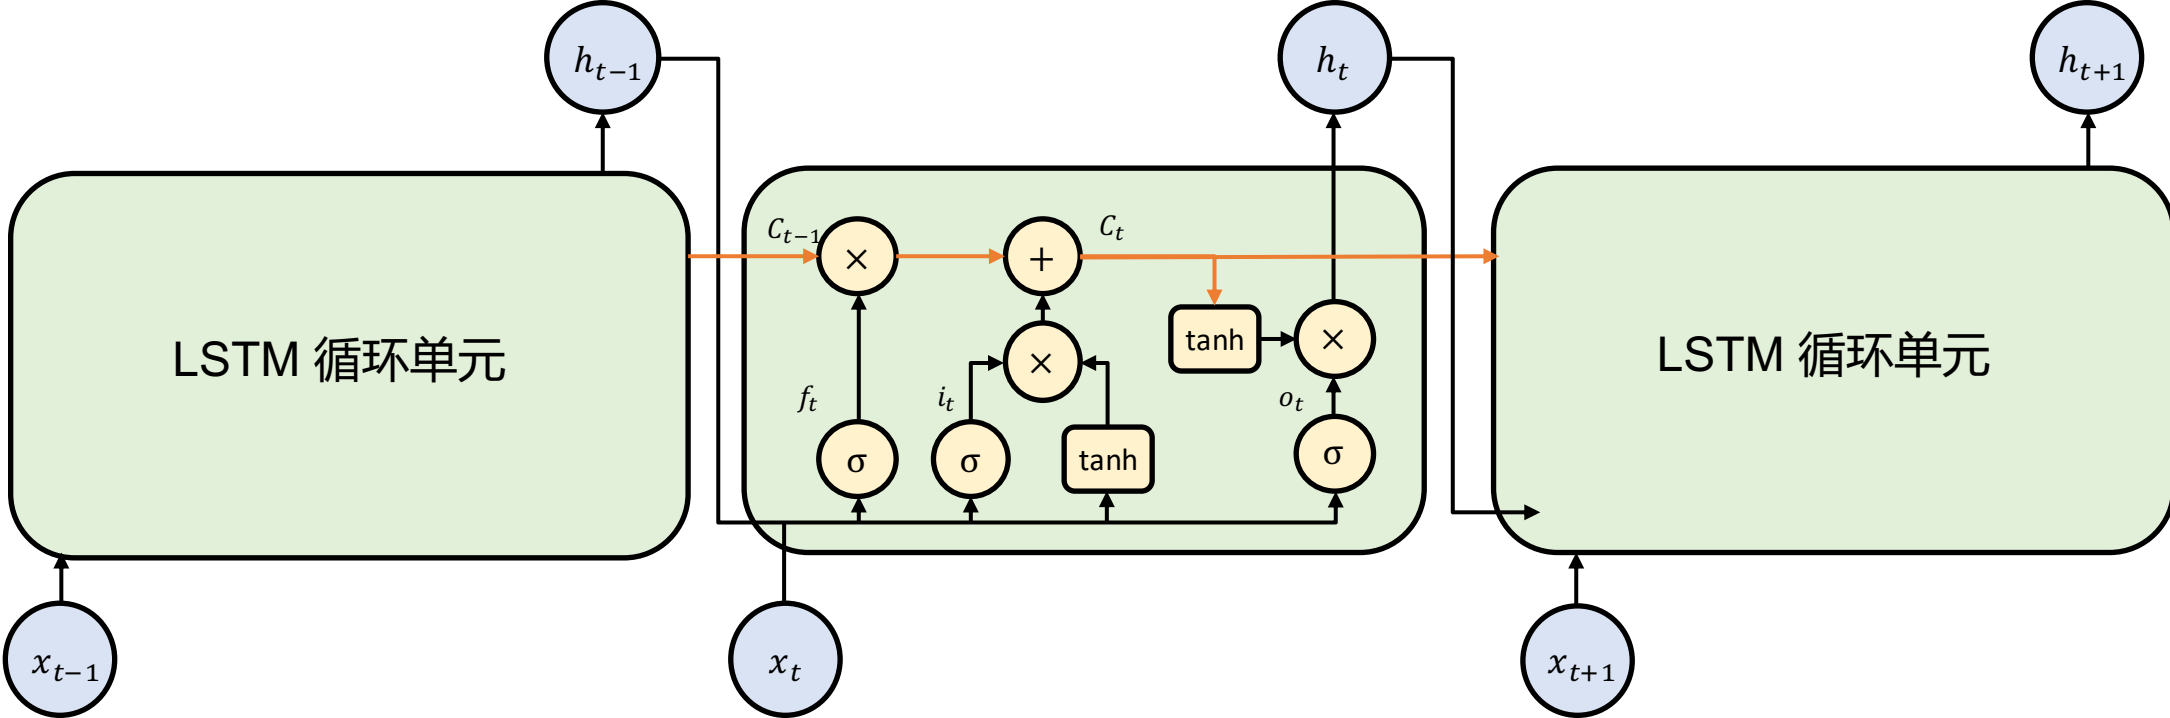 h_{t−1}
h_t
h_{t+1}
C_{t−1}
×
+
C_t
LSTM 循环单元
tanh
×
LSTM 循环单元
×
f_t
i_t
o_t
σ
σ
tanh
σ
x_{t−1}
x_t
x_{t+1}